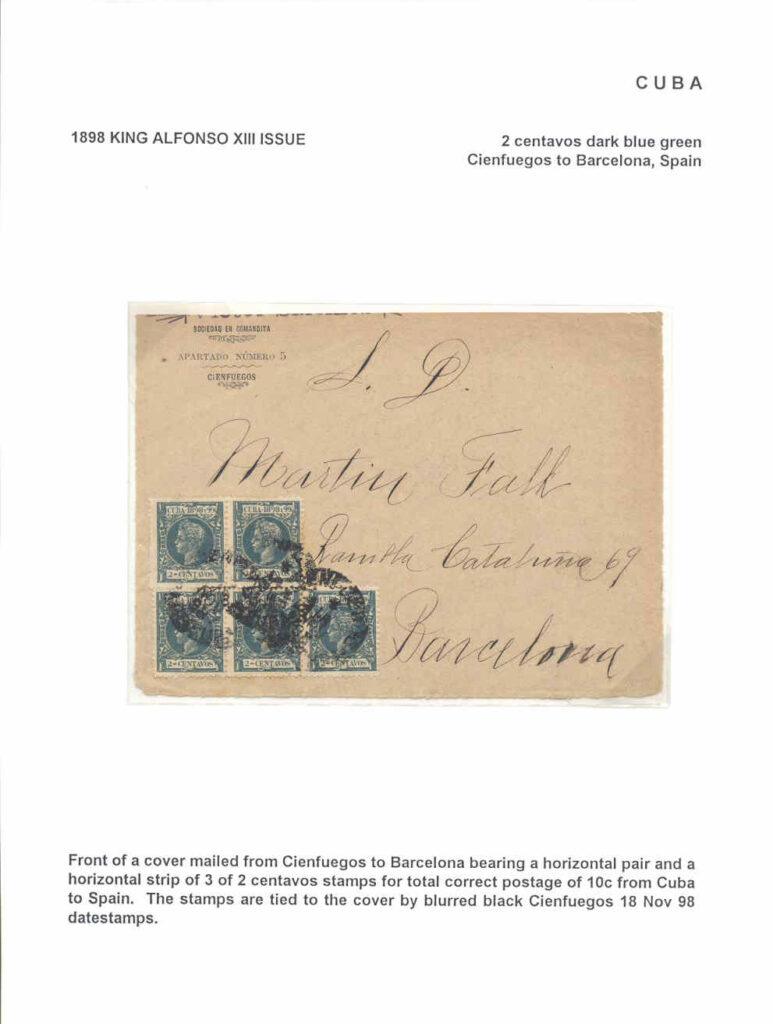 CUBA
1898 KING ALFONSO XIII ISSUE
2 centavos dark blue green
Cienfuegos to Barcelona, Spain
SOCIEDAD EN COMANDITA
APARTADO NÚMERO 5
CIENFUEGOS
S. D.
Martin Falk
Rambla Cataluña 69
Barcelona
CUBA 1898 Y 99
CUBA 1898 Y 99
2 CENTAVOS
2 CENTAVOS
2 CENTAVOS
2 CENTAVOS
2 CENTAVOS
Front of a cover mailed from Cienfuegos to Barcelona bearing a horizontal pair and a
horizontal strip of 3 of 2 centavos stamps for total correct postage of 10c from Cuba
to Spain. The stamps are tied to the cover by blurred black Cienfuegos 18 Nov 98
datestamps.